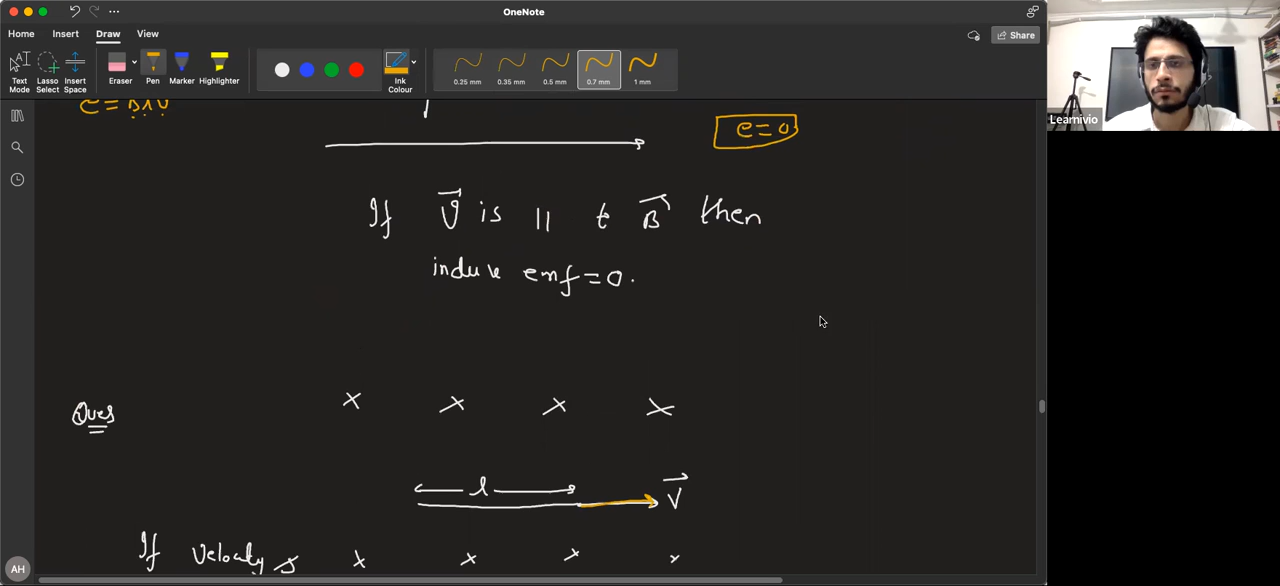 OneNote
Home Insert Draw View
Share
Text Mode
Lasso Select
Insert Space
Eraser
Pen
Marker
Highlighter
Ink Colour
0.25 mm
0.35 mm
0.5 mm
0.7 mm
1 mm
Learnivio
e = Blv
e = 0
If V is || t B then
induce emf = 0.
Ques
× × × ×
l
V
If Velocity is × × × ×
AH